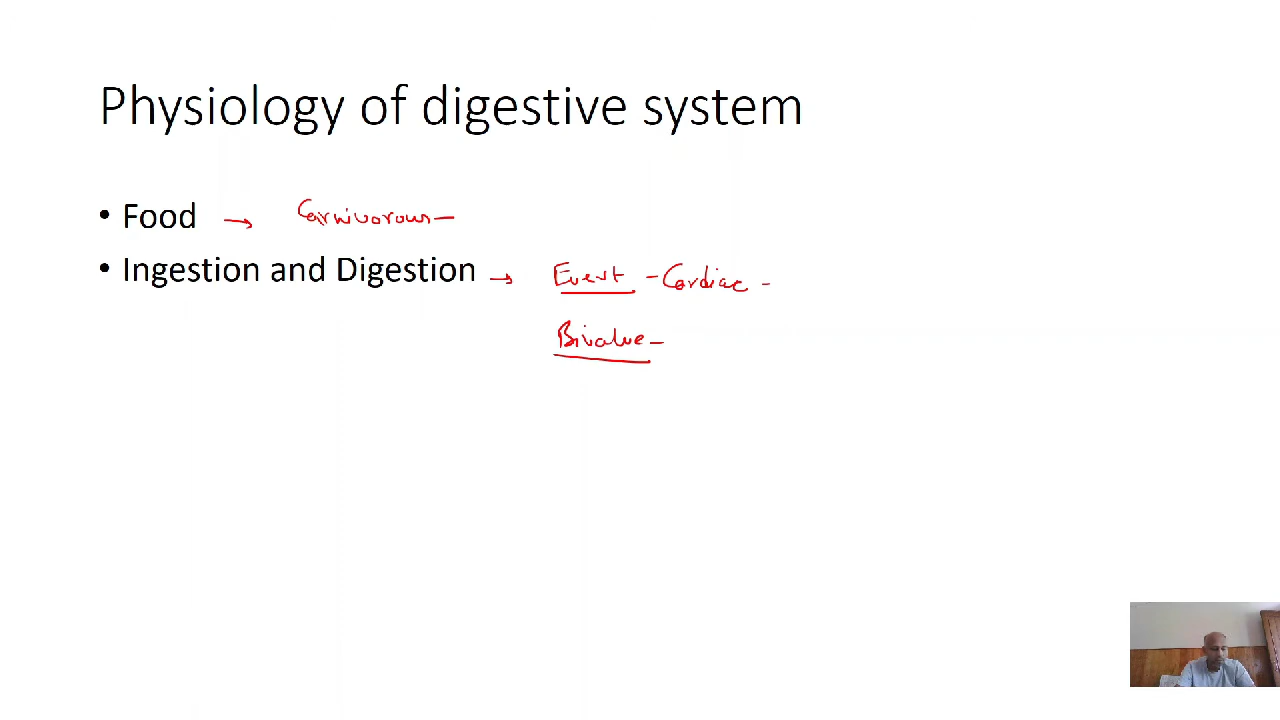 Physiology of digestive system
• Food → Carnivorous –
• Ingestion and Digestion → Evert – Cardiac –
Bivalve –